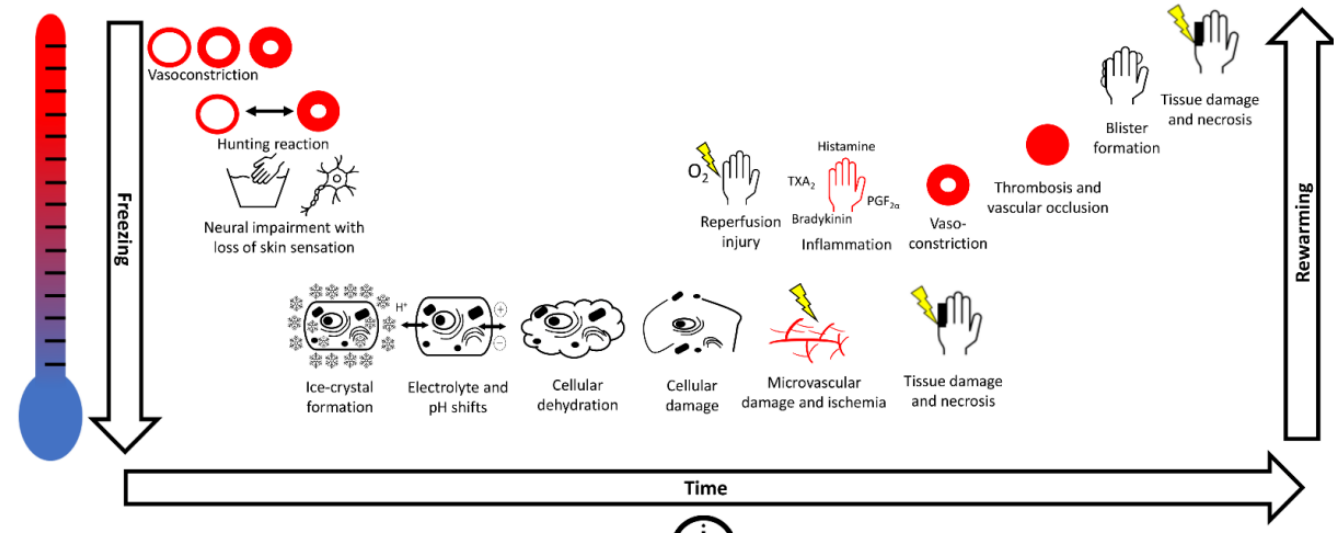 Vasoconstriction
Hunting reaction
Neural impairment with
loss of skin sensation
Freezing
Ice-crystal
formation
H⁺
Electrolyte and
pH shifts
+
−
Cellular
dehydration
Cellular
damage
Microvascular
damage and ischemia
Tissue damage
and necrosis
O₂
Reperfusion
injury
Histamine
TXA₂
PGF₂α
Bradykinin
Inflammation
Vaso-
constriction
Thrombosis and
vascular occlusion
Blister
formation
Tissue damage
and necrosis
Rewarming
Time